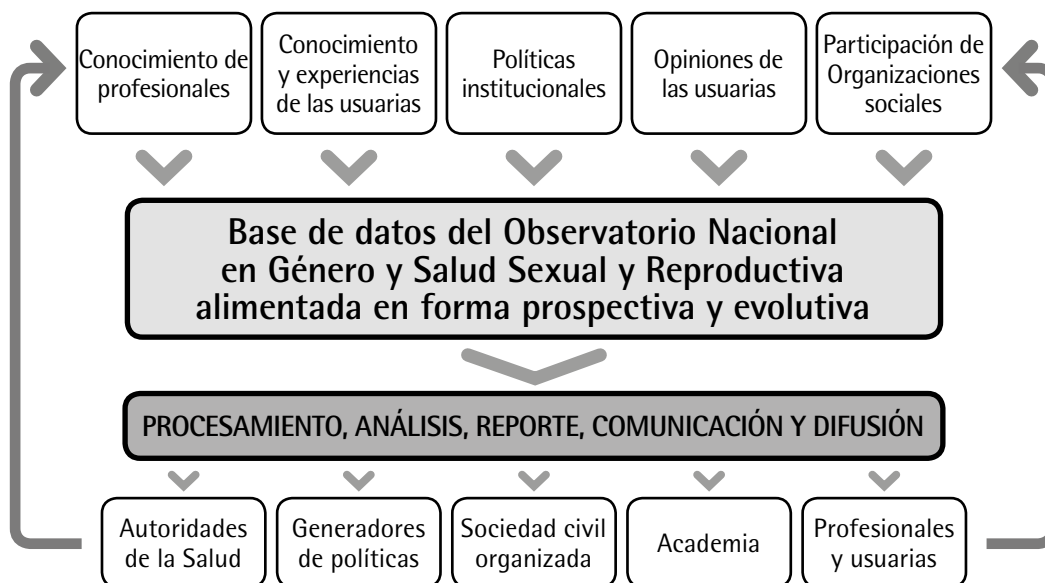 Conocimiento de
profesionales
Conocimiento
y experiencias
de las usuarias
Políticas
institucionales
Opiniones de
las usuarias
Participación de
Organizaciones
sociales
Base de datos del Observatorio Nacional
en Género y Salud Sexual y Reproductiva
alimentada en forma prospectiva y evolutiva
PROCESAMIENTO, ANÁLISIS, REPORTE, COMUNICACIÓN Y DIFUSIÓN
Autoridades
de la Salud
Generadores
de políticas
Sociedad civil
organizada
Academia
Profesionales
y usuarias